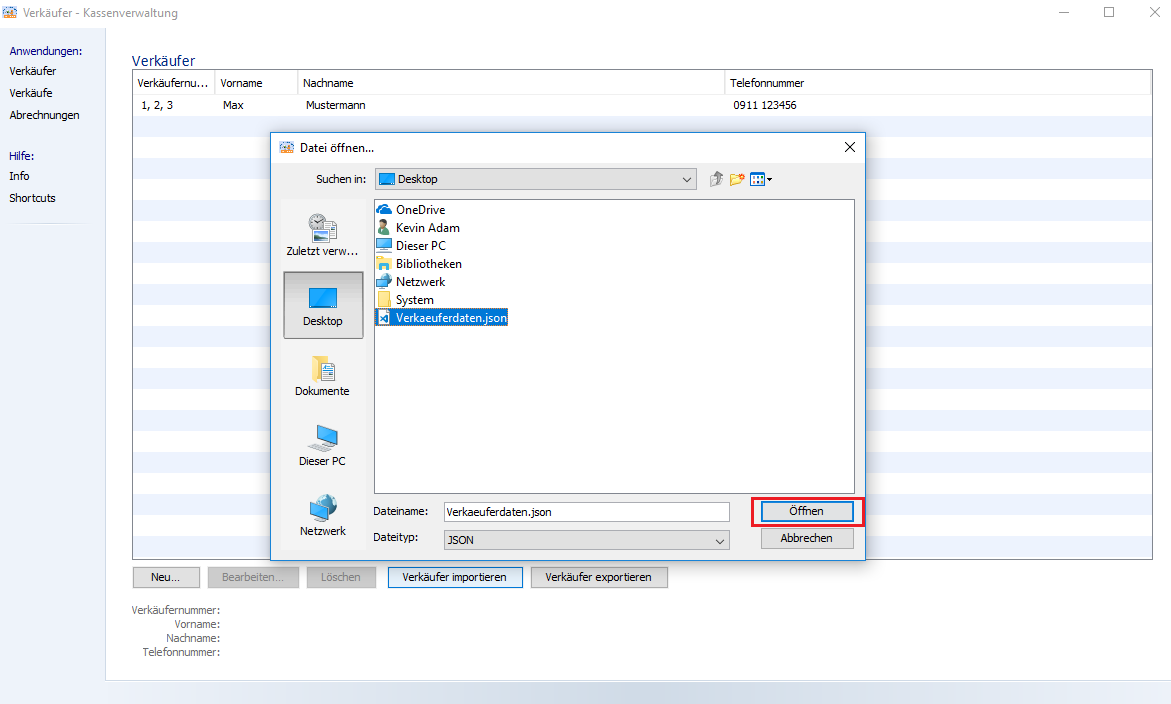 Verkäufer - Kassenverwaltung
Anwendungen:
Verkäufer
Verkäufe
Abrechnungen
Hilfe:
Info
Shortcuts
Verkäufer
Verkäufernu... Vorname Nachname Telefonnummer
1, 2, 3 Max Mustermann 0911 123456
Datei öffnen...
Suchen in: Desktop
Zuletzt verw...
Desktop
Dokumente
Dieser PC
Netzwerk
OneDrive
Kevin Adam
Dieser PC
Bibliotheken
Netzwerk
System
Verkaeuferdaten.json
Dateiname: Verkaeuferdaten.json Öffnen
Dateityp: JSON Abbrechen
Neu... Bearbeiten... Löschen Verkäufer importieren Verkäufer exportieren
Verkäufernummer:
Vorname:
Nachname:
Telefonnummer: